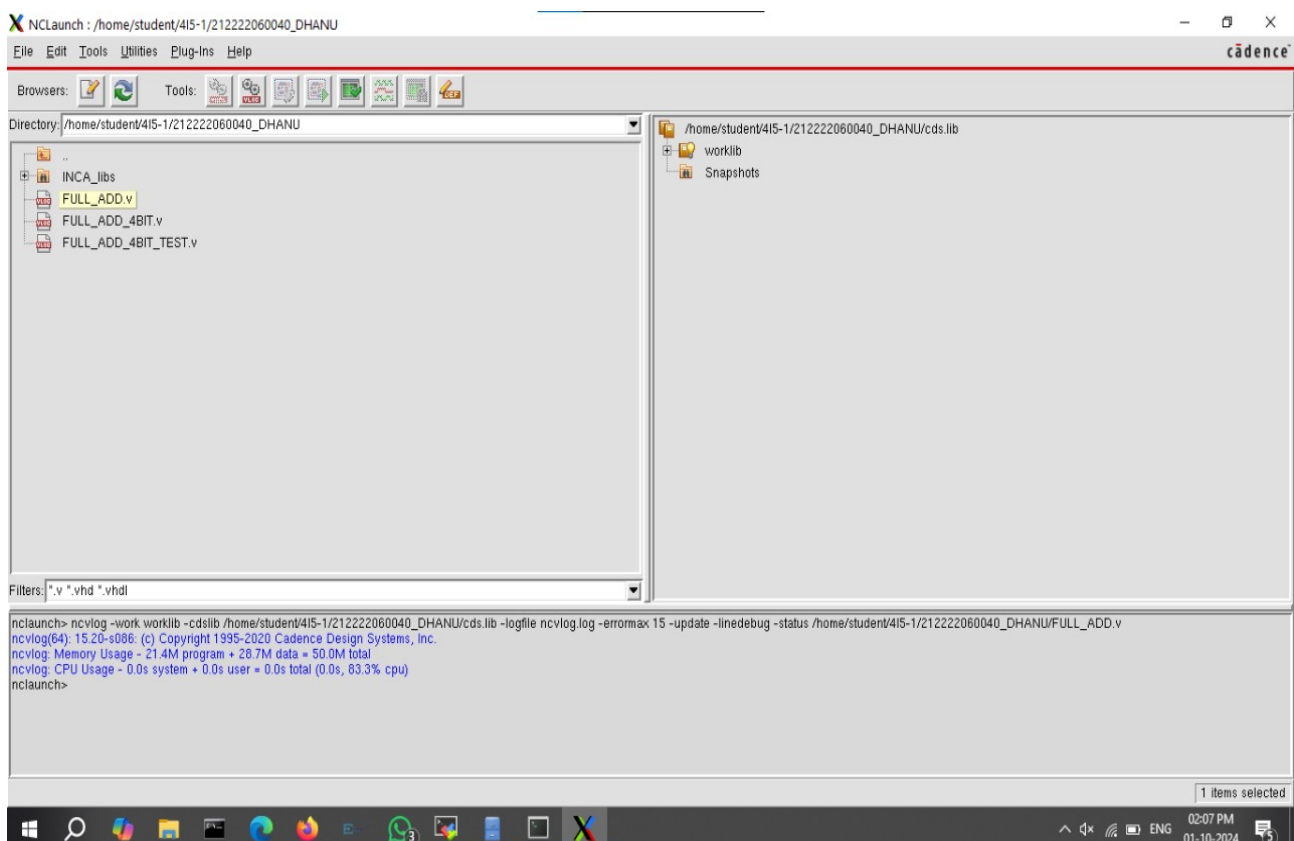 NCLaunch : /home/student/4I5-1/212222060040_DHANU
File Edit Tools Utilities Plug-Ins Help
cādence
Browsers: Tools:
Directory: /home/student/4I5-1/212222060040_DHANU
..
INCA_libs
FULL_ADD.v
FULL_ADD_4BIT.v
FULL_ADD_4BIT_TEST.v
Filters: *.v *.vhd *.vhdl
/home/student/4I5-1/212222060040_DHANU/cds.lib
worklib
Snapshots
nclaunch> ncvlog -work worklib -cdslib /home/student/4I5-1/212222060040_DHANU/cds.lib -logfile ncvlog.log -errormax 15 -update -linedebug -status /home/student/4I5-1/212222060040_DHANU/FULL_ADD.v
ncvlog(64): 15.20-s086: (c) Copyright 1995-2020 Cadence Design Systems, Inc.
ncvlog: Memory Usage - 21.4M program + 28.7M data = 50.0M total
ncvlog: CPU Usage - 0.0s system + 0.0s user = 0.0s total (0.0s, 83.3% cpu)
nclaunch>
1 items selected
3
ENG
02:07 PM
01-10-2024
5